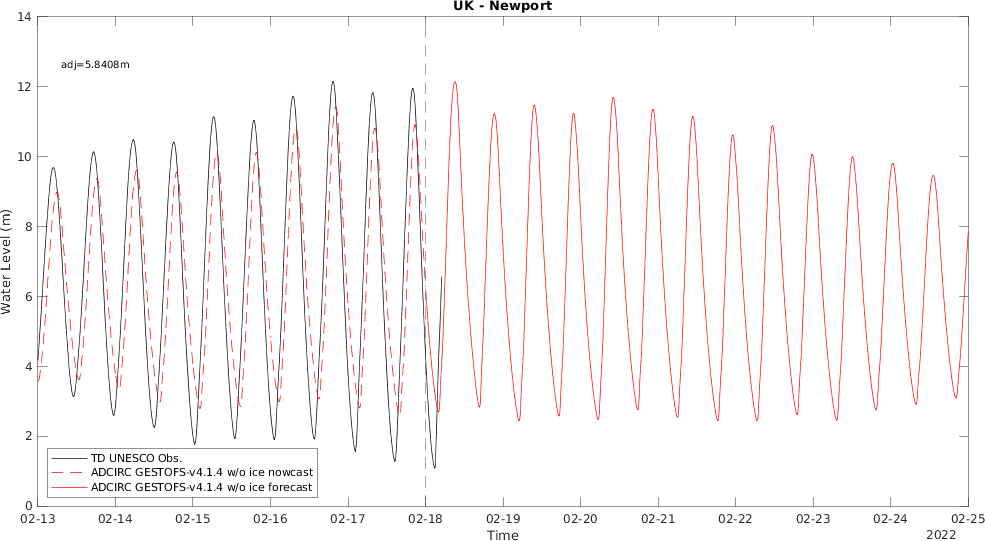 UK - Newport
14
12
10
8
6
4
2
0
Water Level (m)
adj=5.8408m
TD UNESCO Obs.
ADCIRC GESTOFS-v4.1.4 w/o ice nowcast
ADCIRC GESTOFS-v4.1.4 w/o ice forecast
02-13 02-14 02-15 02-16 02-17 02-18 02-19 02-20 02-21 02-22 02-23 02-24 02-25
Time
2022